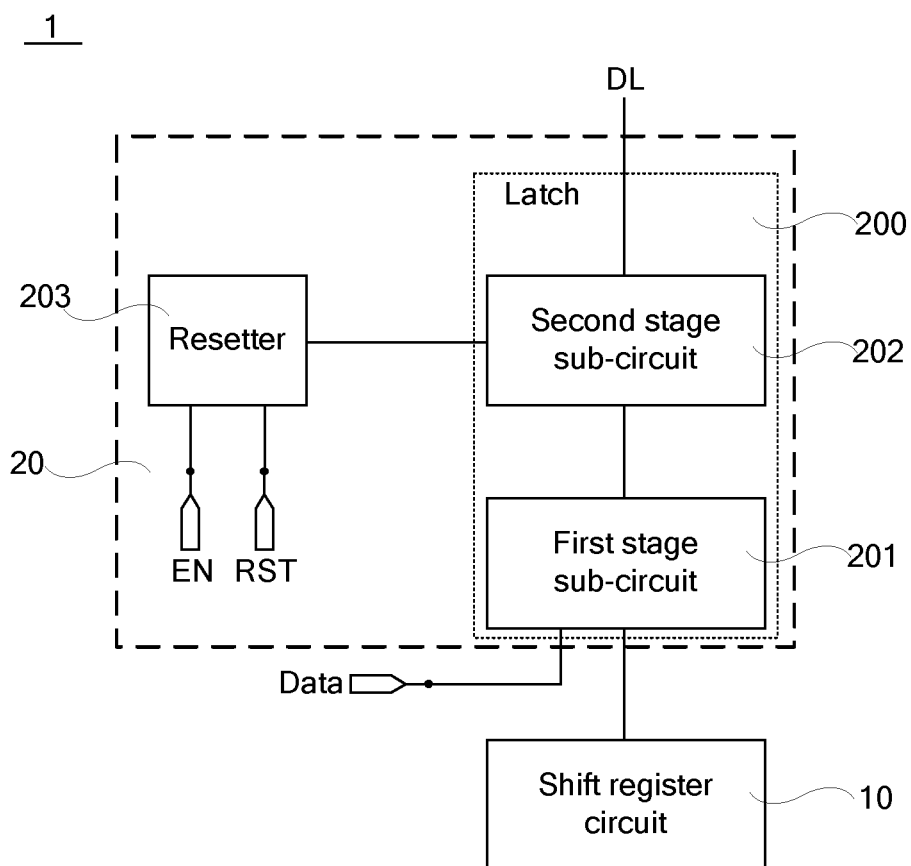 1
DL
Latch
200
203
Resetter
Second stage
sub-circuit
202
20
EN RST
First stage
sub-circuit
201
Data
Shift register
circuit
10